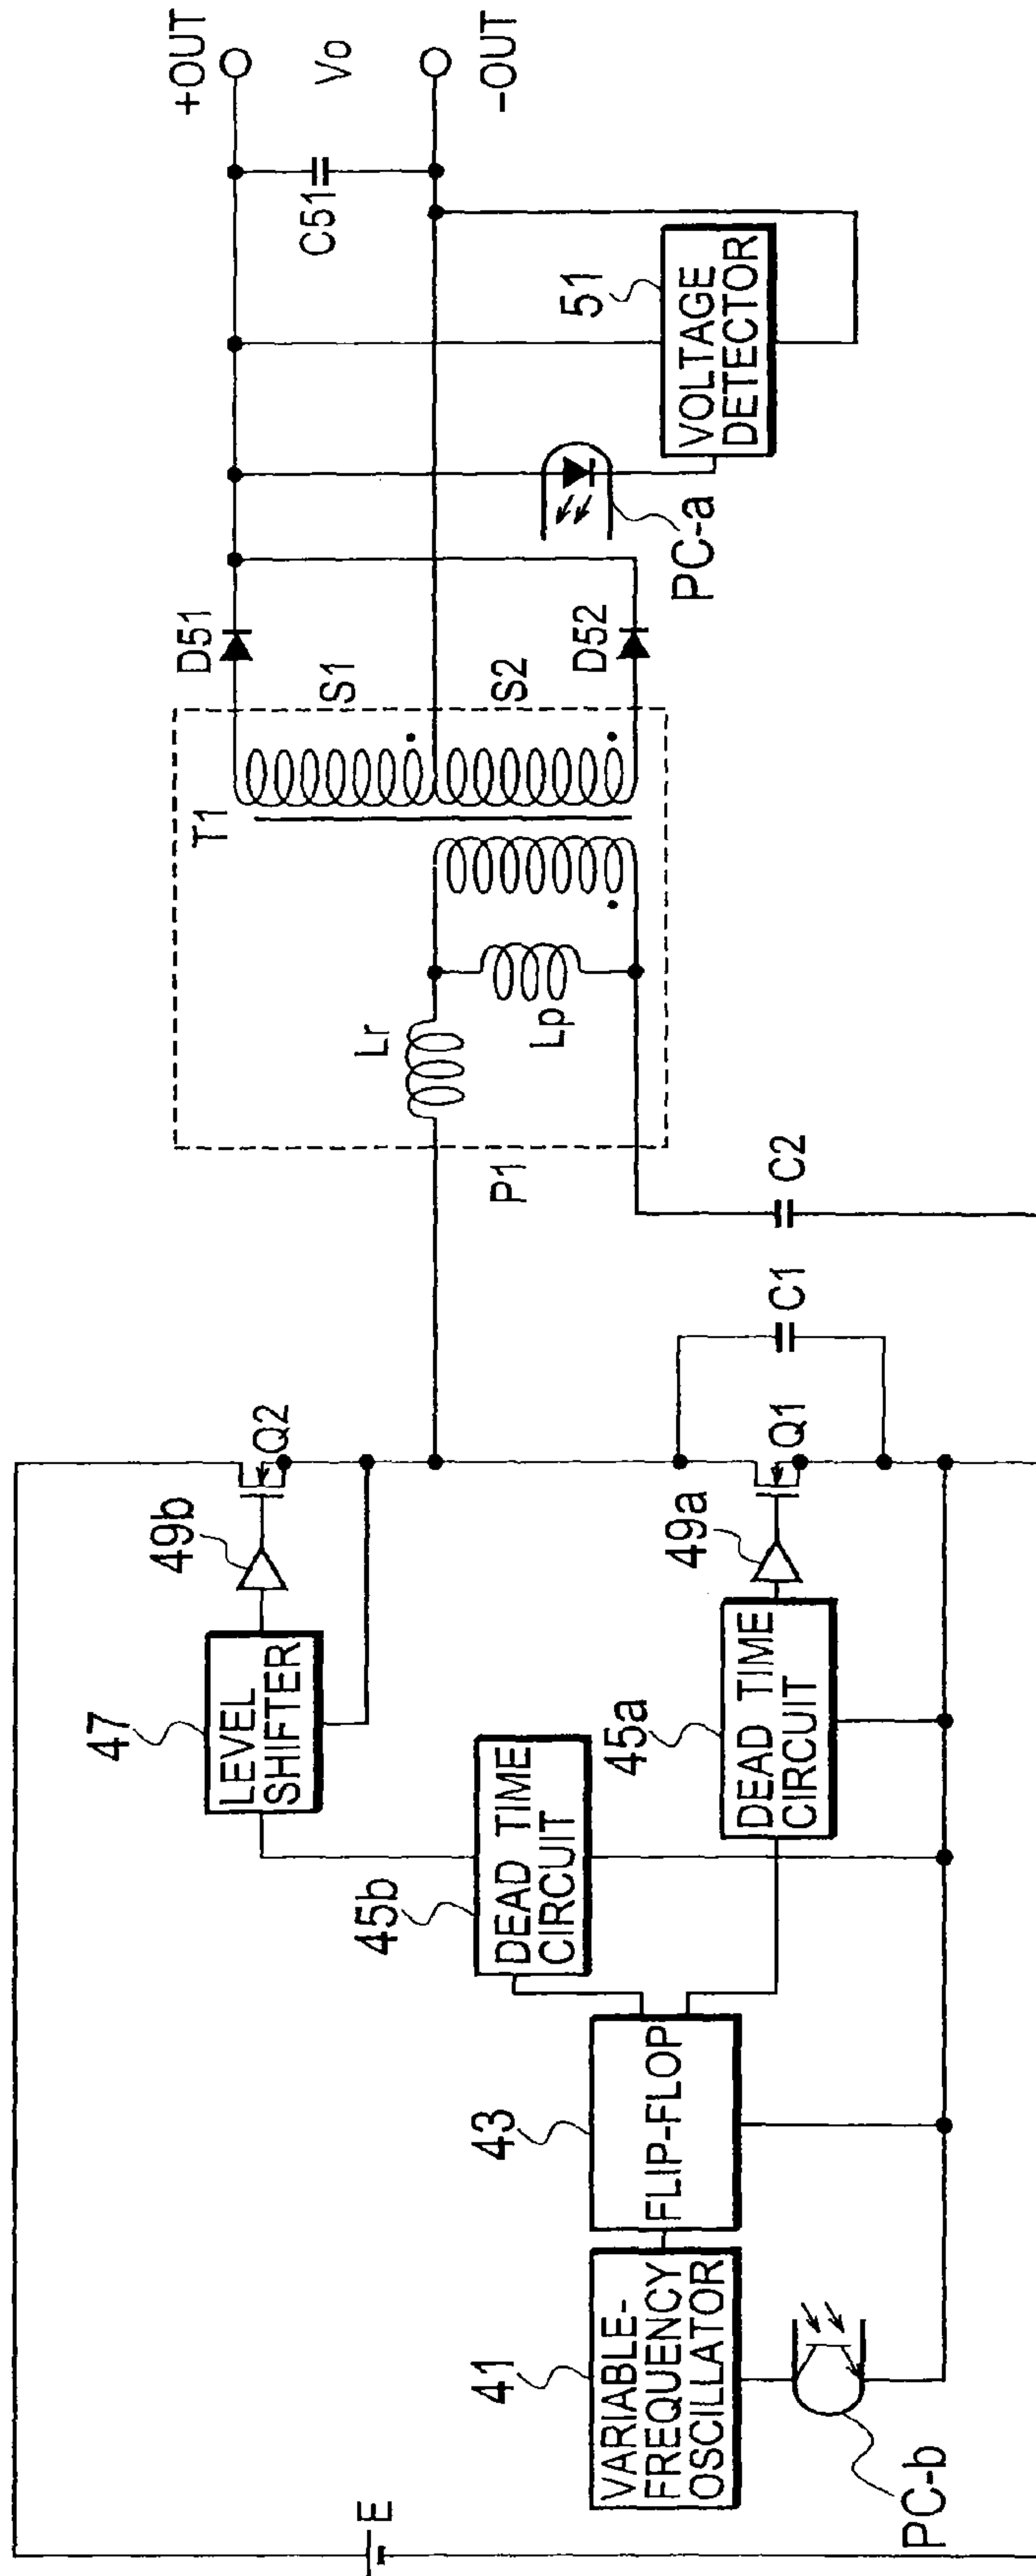 E
41
VARIABLE-
FREQUENCY
OSCILLATOR
PC-b
43
FLIP-FLOP
45b
DEAD TIME
CIRCUIT
45a
DEAD TIME
CIRCUIT
47
LEVEL
SHIFTER
49b
Q2
49a
Q1
C1
C2
P1
Lr
Lp
T1
S1
S2
D51
D52
PC-a
51
VOLTAGE
DETECTOR
C51
+OUT
Vo
-OUT